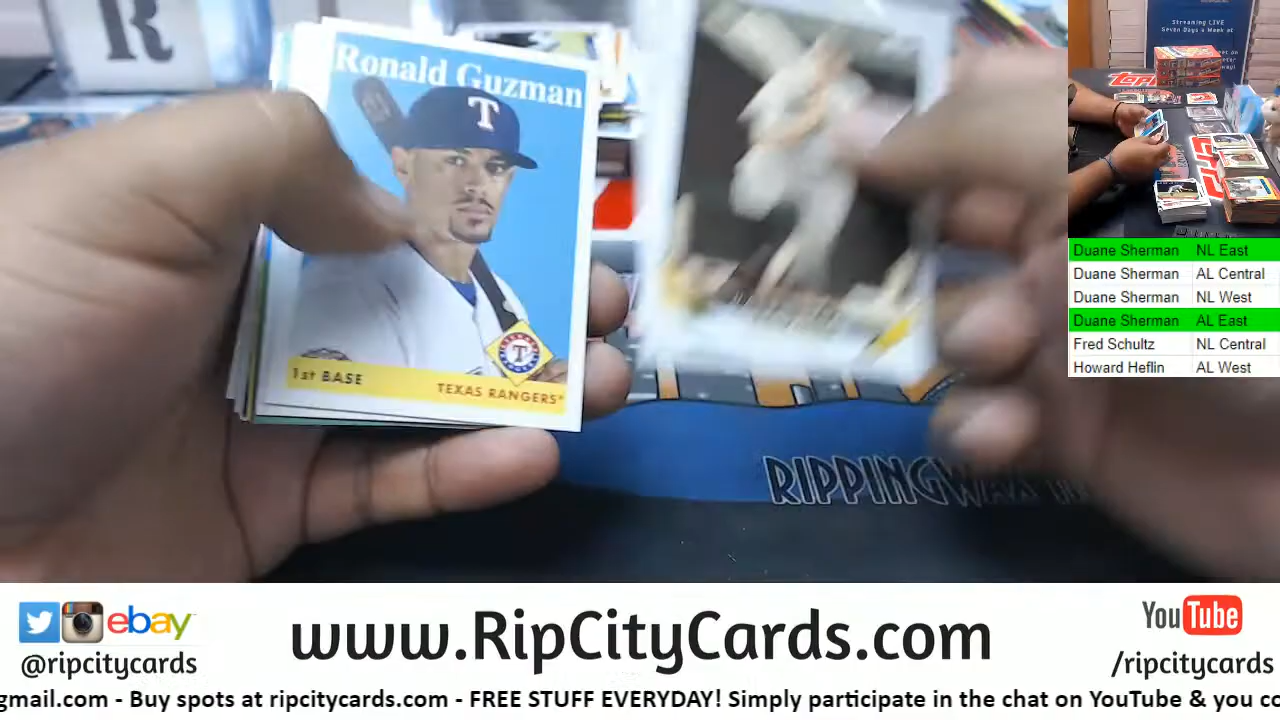 R
Ronald Guzman
T
T
1st BASE
TEXAS RANGERS
RIPPINGWAX
Streaming LIVE
Seven Days a Week at
Duane Sherman NL East
Duane Sherman AL Central
Duane Sherman NL West
Duane Sherman AL East
Fred Schultz NL Central
Howard Heflin AL West
ebay
@ripcitycards
www.RipCityCards.com
YouTube
/ripcitycards
gmail.com - Buy spots at ripcitycards.com - FREE STUFF EVERYDAY! Simply participate in the chat on YouTube & you co